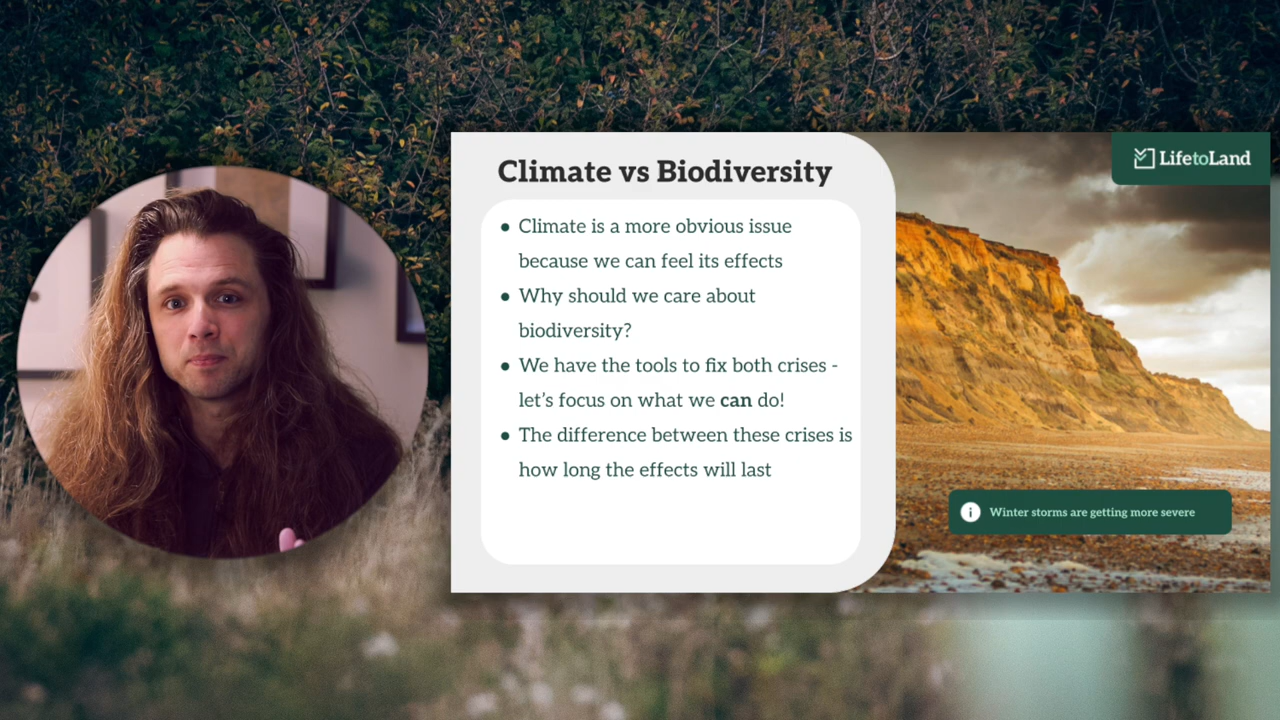 Climate vs Biodiversity
LifetoLand
● Climate is a more obvious issue
because we can feel its effects
● Why should we care about
biodiversity?
● We have the tools to fix both crises -
let's focus on what we can do!
● The difference between these crises is
how long the effects will last
i Winter storms are getting more severe